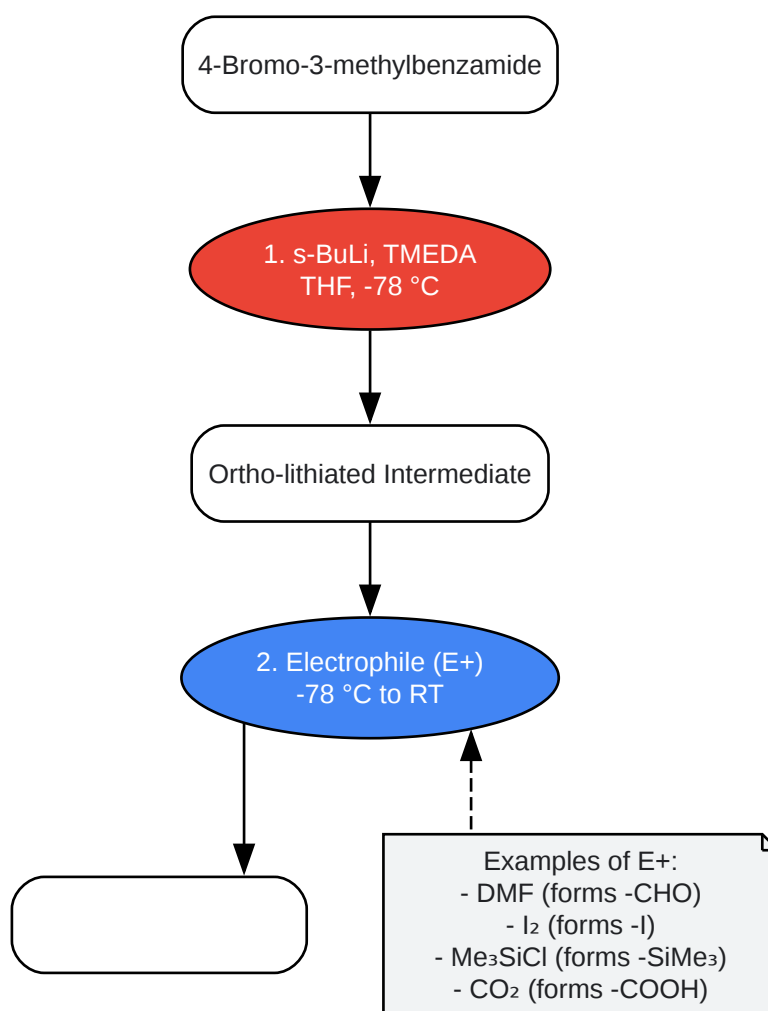 4-Bromo-3-methylbenzamide
1. s-BuLi, TMEDA
THF, -78 °C
Ortho-lithiated Intermediate
2. Electrophile (E+)
-78 °C to RT
Examples of E+:
- DMF (forms -CHO)
- I₂ (forms -I)
- Me₃SiCl (forms -SiMe₃)
- CO₂ (forms -COOH)